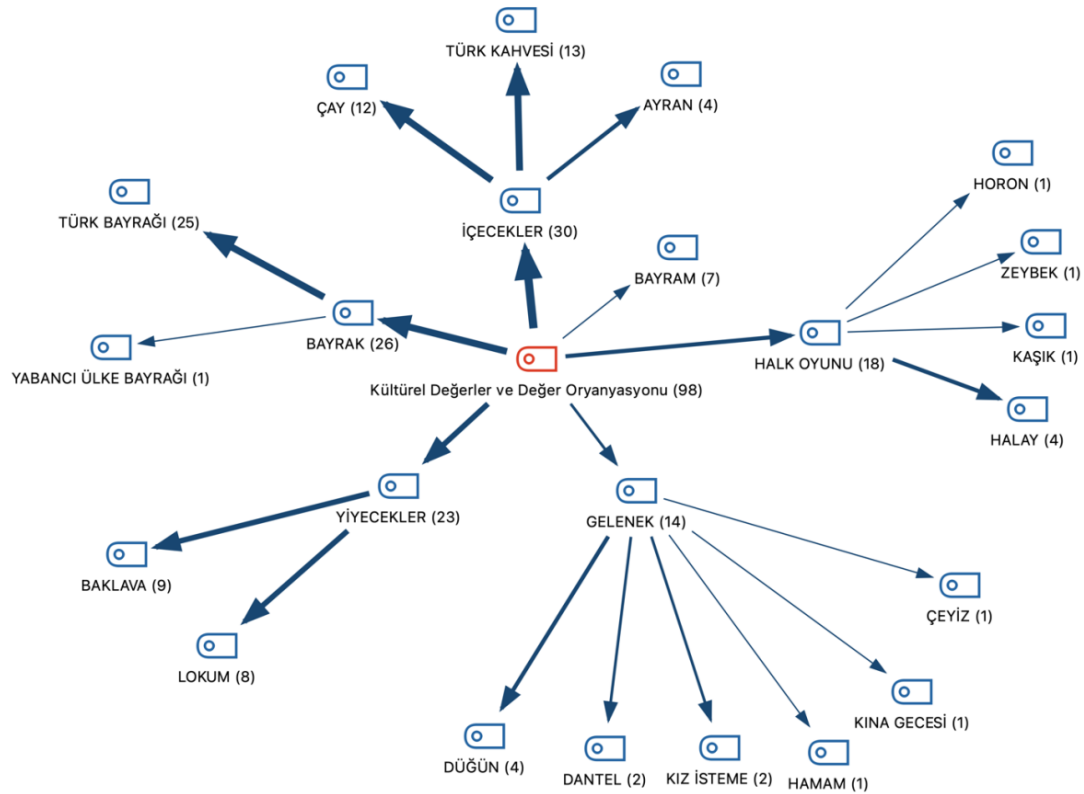 TÜRK KAHVESİ (13)
ÇAY (12)
AYRAN (4)
HORON (1)
TÜRK BAYRAĞI (25)
İÇECEKLER (30)
ZEYBEK (1)
BAYRAM (7)
BAYRAK (26)
KAŞIK (1)
HALK OYUNU (18)
YABANCI ÜLKE BAYRAĞI (1)
Kültürel Değerler ve Değer Oryanyasyonu (98)
HALAY (4)
YİYECEKLER (23)
GELENEK (14)
BAKLAVA (9)
ÇEYİZ (1)
LOKUM (8)
KINA GECESİ (1)
DÜĞÜN (4)
DANTEL (2)
KIZ İSTEME (2)
HAMAM (1)